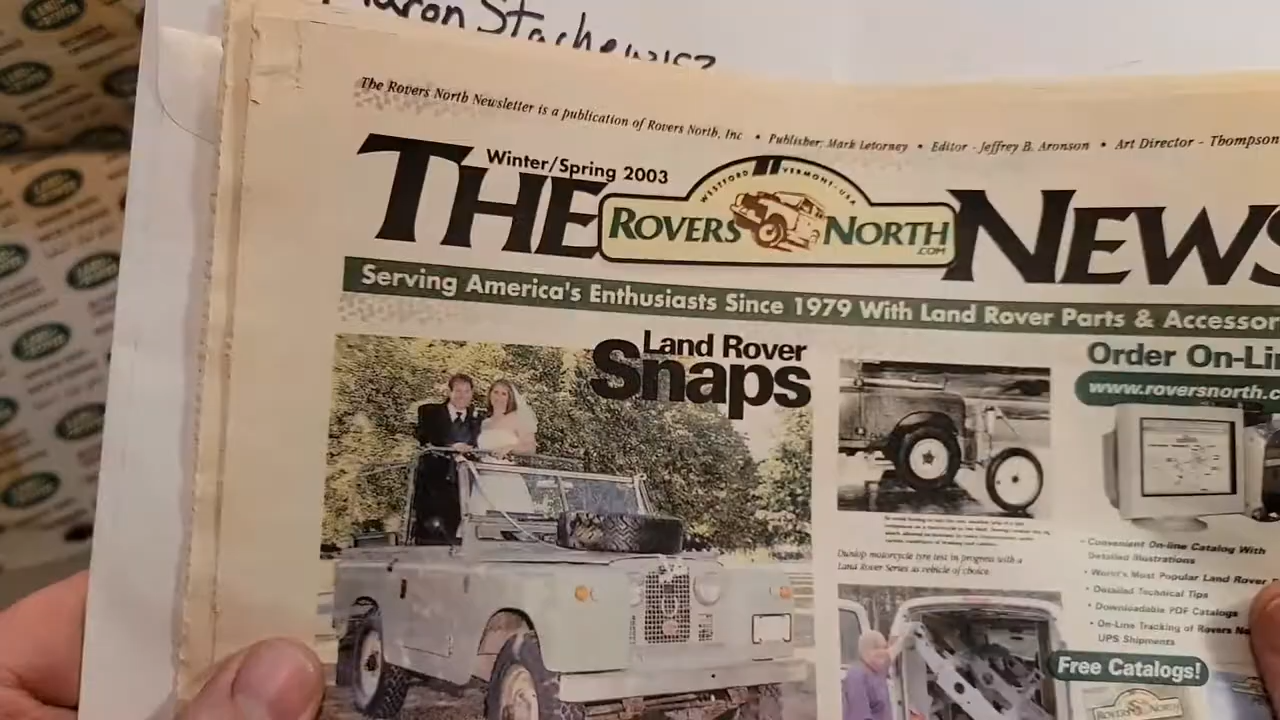 Aaron Stachewicz
The Rovers North Newsletter is a publication of Rovers North, Inc • Publisher: Mark Letorney • Editor - Jeffrey B. Aronson • Art Director - Thompson
Winter/Spring 2003
WESTFORD VERMONT-USA
THE ROVERS NORTH .COM NEWS
Serving America's Enthusiasts Since 1979 With Land Rover Parts & Accessor
Land Rover
Snaps
Order On-Li
www.roversnorth.c
Dunlop motorcycle tyre test in progress with a
Land Rover Series as vehicle of choice.
- Convenient On-line Catalog With
Detailed Illustrations
• World's Most Popular Land Rover
• Detailed Technical Tips
• Downloadable PDF Catalogs
• On-Line Tracking of Rovers No
UPS Shipments
Free Catalogs!
ROVERS NORTH